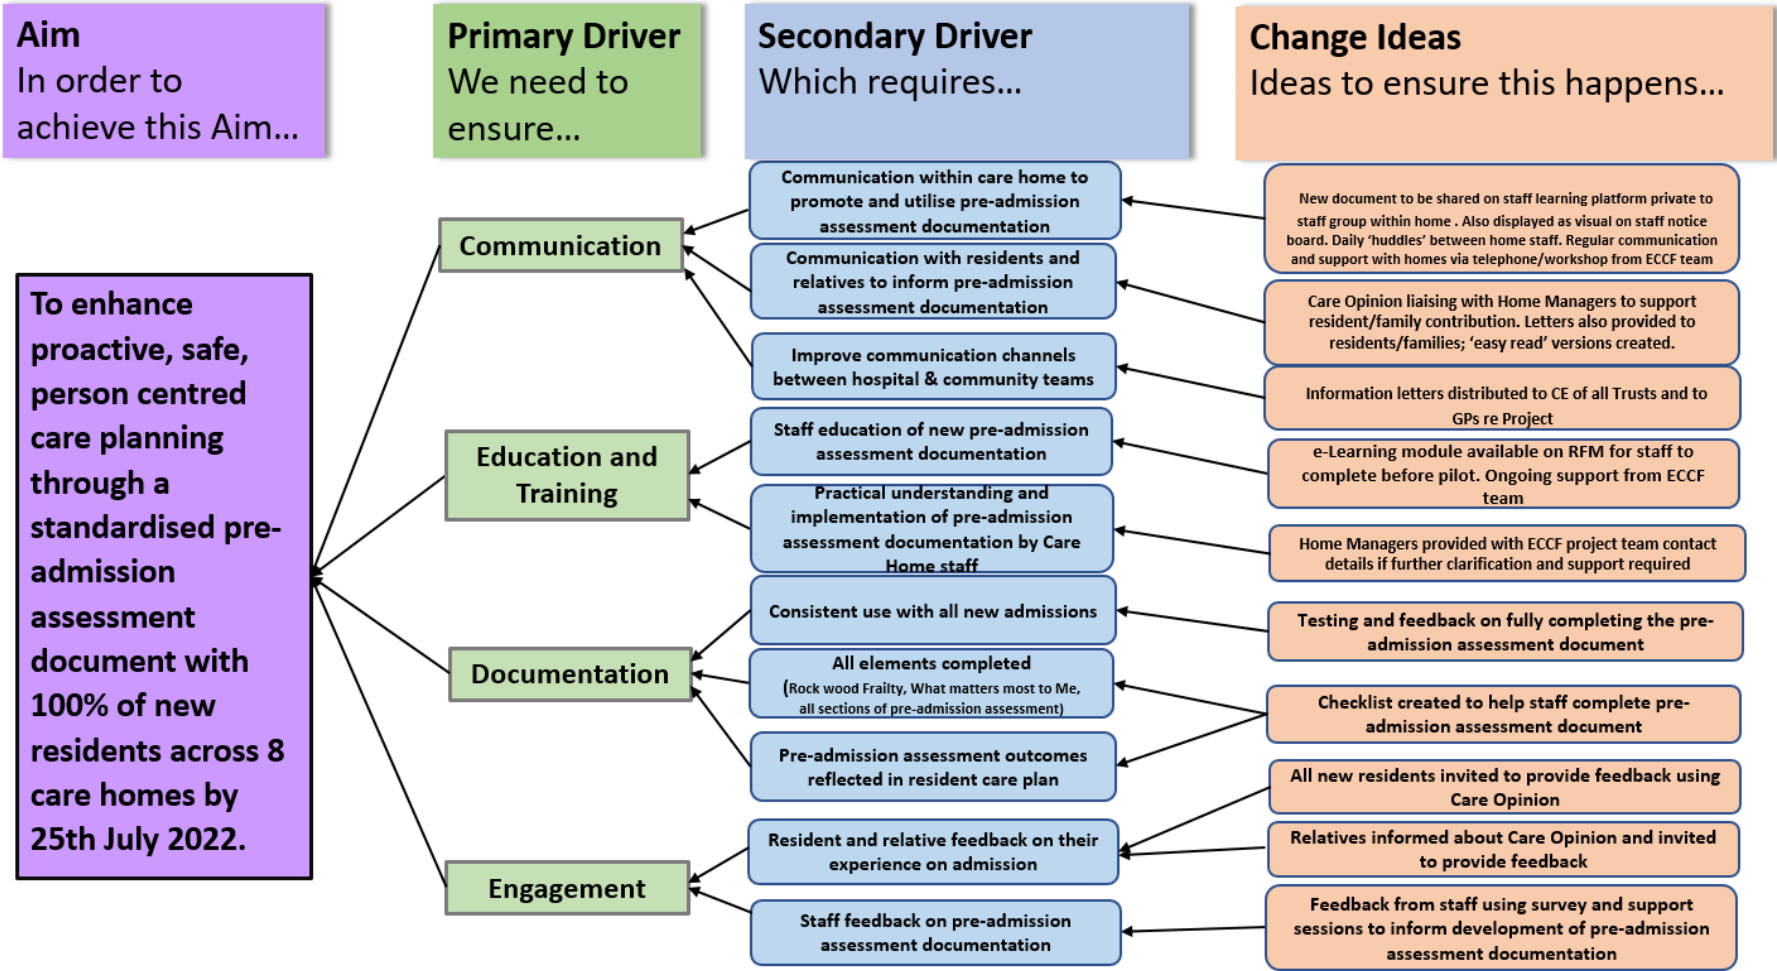 Aim
In order to
achieve this Aim...
Primary Driver
We need to
ensure...
Secondary Driver
Which requires...
Change Ideas
Ideas to ensure this happens...
To enhance
proactive, safe,
person centred
care planning
through a
standardised pre-
admission
assessment
document with
100% of new
residents across 8
care homes by
25th July 2022.
Communication
Education and
Training
Documentation
Engagement
Communication within care home to
promote and utilise pre-admission
assessment documentation
Communication with residents and
relatives to inform pre-admission
assessment documentation
Improve communication channels
between hospital & community teams
Staff education of new pre-admission
assessment documentation
Practical understanding and
implementation of pre-admission
assessment documentation by Care
Home staff
Consistent use with all new admissions
All elements completed
(Rock wood Frailty, What matters most to Me,
all sections of pre-admission assessment)
Pre-admission assessment outcomes
reflected in resident care plan
Resident and relative feedback on their
experience on admission
Staff feedback on pre-admission
assessment documentation
New document to be shared on staff learning platform private to
staff group within home . Also displayed as visual on staff notice
board. Daily ‘huddles’ between home staff. Regular communication
and support with homes via telephone/workshop from ECCF team
Care Opinion liaising with Home Managers to support
resident/family contribution. Letters also provided to
residents/families; ‘easy read’ versions created.
Information letters distributed to CE of all Trusts and to
GPs re Project
e-Learning module available on RFM for staff to
complete before pilot. Ongoing support from ECCF
team
Home Managers provided with ECCF project team contact
details if further clarification and support required
Testing and feedback on fully completing the pre-
admission assessment document
Checklist created to help staff complete pre-
admission assessment document
All new residents invited to provide feedback using
Care Opinion
Relatives informed about Care Opinion and invited
to provide feedback
Feedback from staff using survey and support
sessions to inform development of pre-admission
assessment documentation